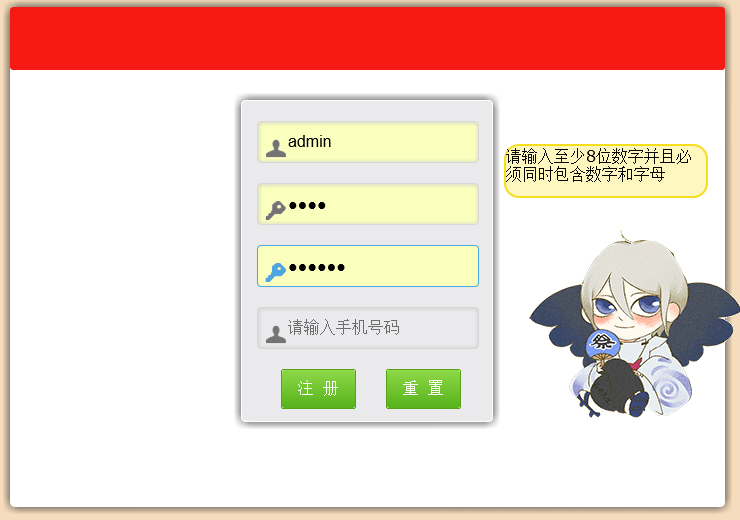 admin
请输入至少8位数字并且必
须同时包含数字和字母
••••
••••••
祭
请输入手机号码
注 册
重 置